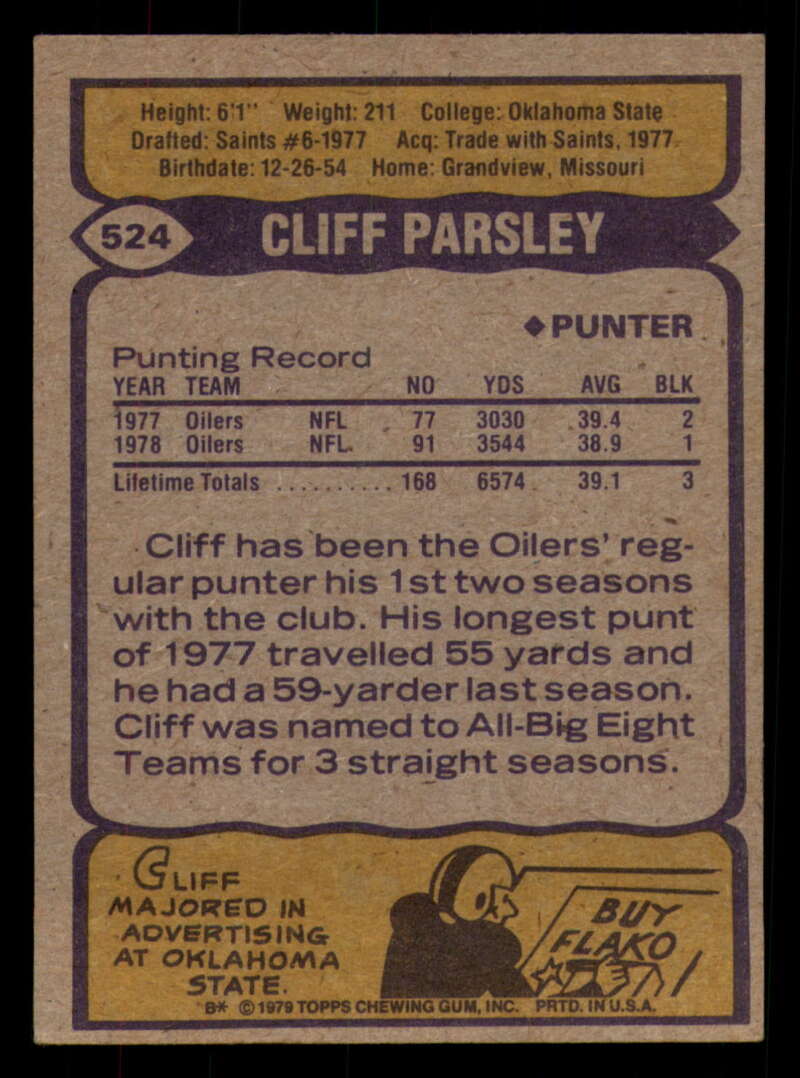 Height: 6'1" Weight: 211 College: Oklahoma State
Drafted: Saints #6-1977 Acq: Trade with Saints, 1977
Birthdate: 12-26-54 Home: Grandview, Missouri
524 CLIFF PARSLEY
◆PUNTER
Punting Record
YEAR TEAM NO YDS AVG BLK
1977 Oilers NFL 77 3030 39.4 2
1978 Oilers NFL 91 3544 38.9 1
Lifetime Totals .......... 168 6574 39.1 3
Cliff has been the Oilers' reg-
ular punter his 1st two seasons
with the club. His longest punt
of 1977 travelled 55 yards and
he had a 59-yarder last season.
Cliff was named to All-Big Eight
Teams for 3 straight seasons.
CLIFF
MAJORED IN
ADVERTISING
AT OKLAHOMA
STATE.
BUY
FLAKO
B* © 1979 TOPPS CHEWING GUM, INC. PRTD. IN U.S.A.